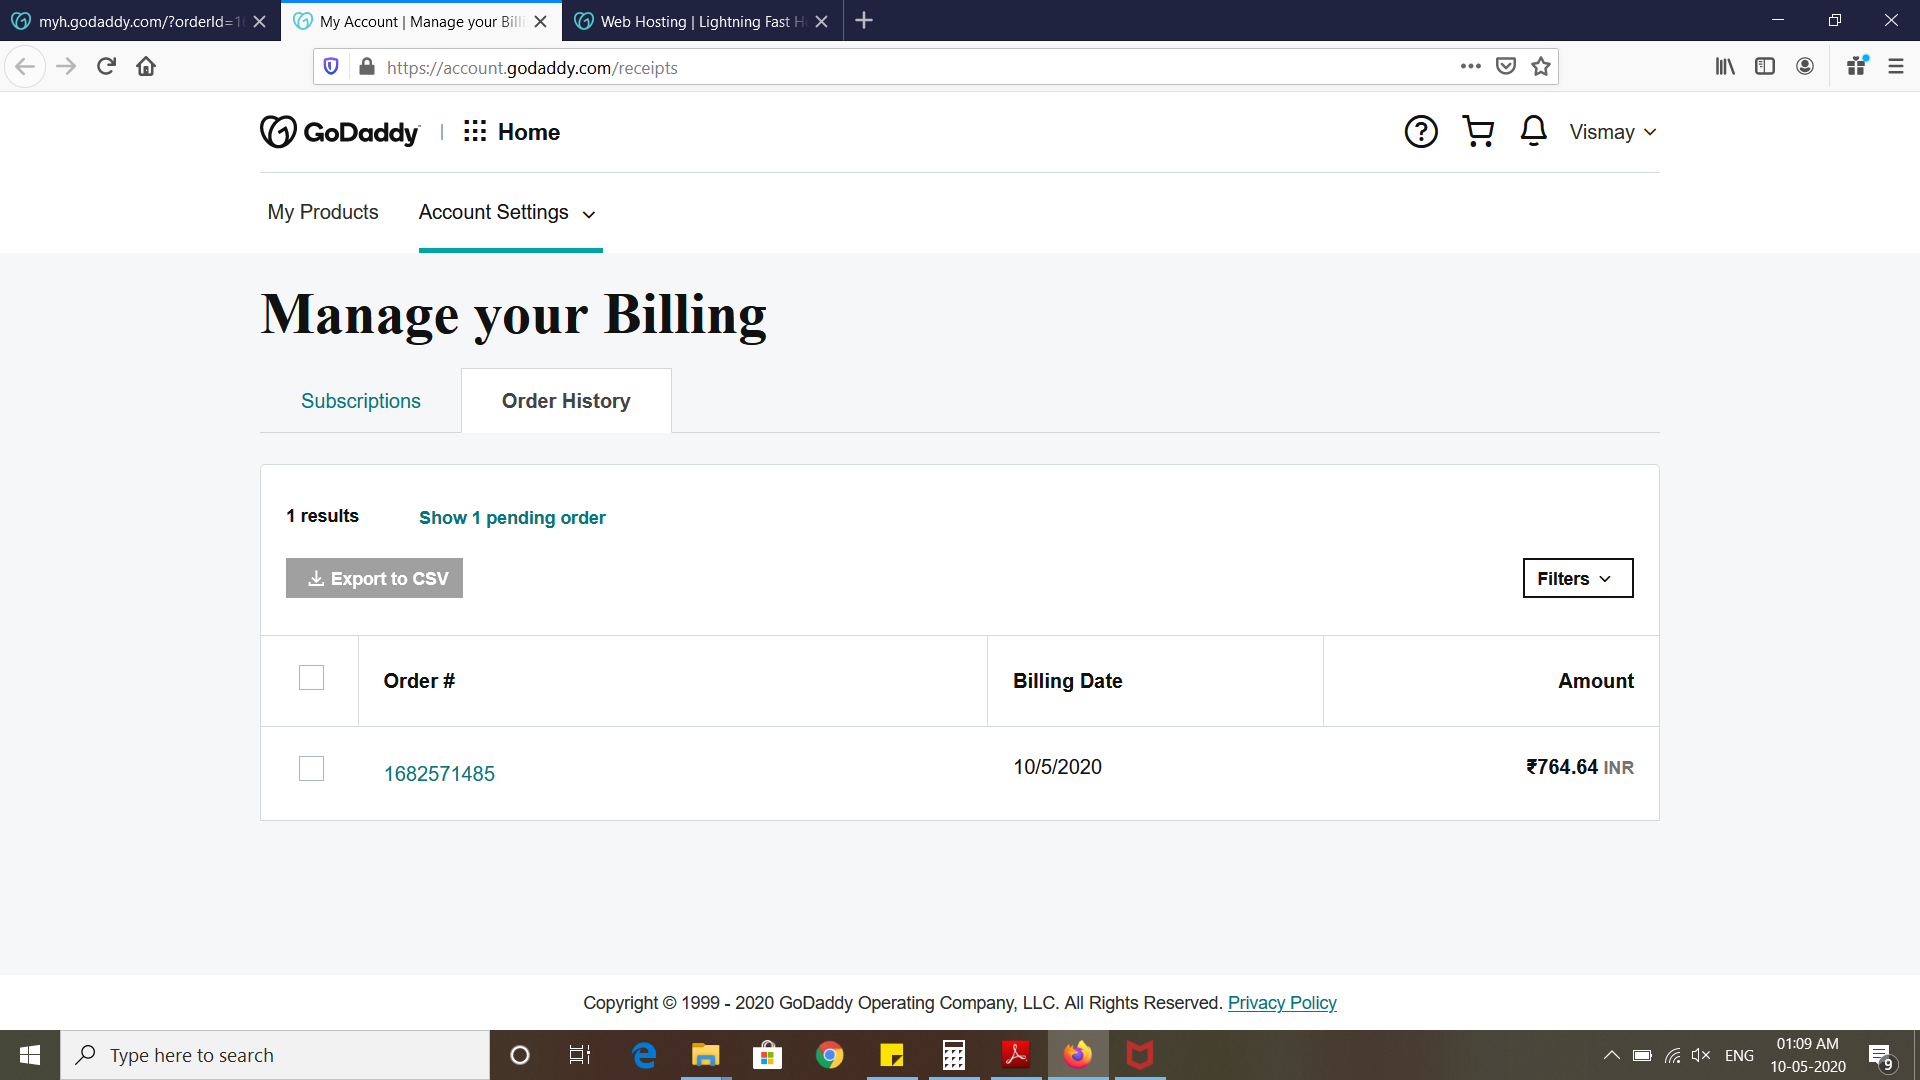 myh.godaddy.com/?orderId=1
My Account | Manage your Bill
Web Hosting | Lightning Fast H
https://account.godaddy.com/receipts
GoDaddy
Home
Vismay
My Products
Account Settings
Manage your Billing
Subscriptions
Order History
1 results
Show 1 pending order
Export to CSV
Filters
Order #
Billing Date
Amount
1682571485
10/5/2020
₹764.64 INR
Copyright © 1999 - 2020 GoDaddy Operating Company, LLC. All Rights Reserved. Privacy Policy
Type here to search
ENG
01:09 AM
10-05-2020
9